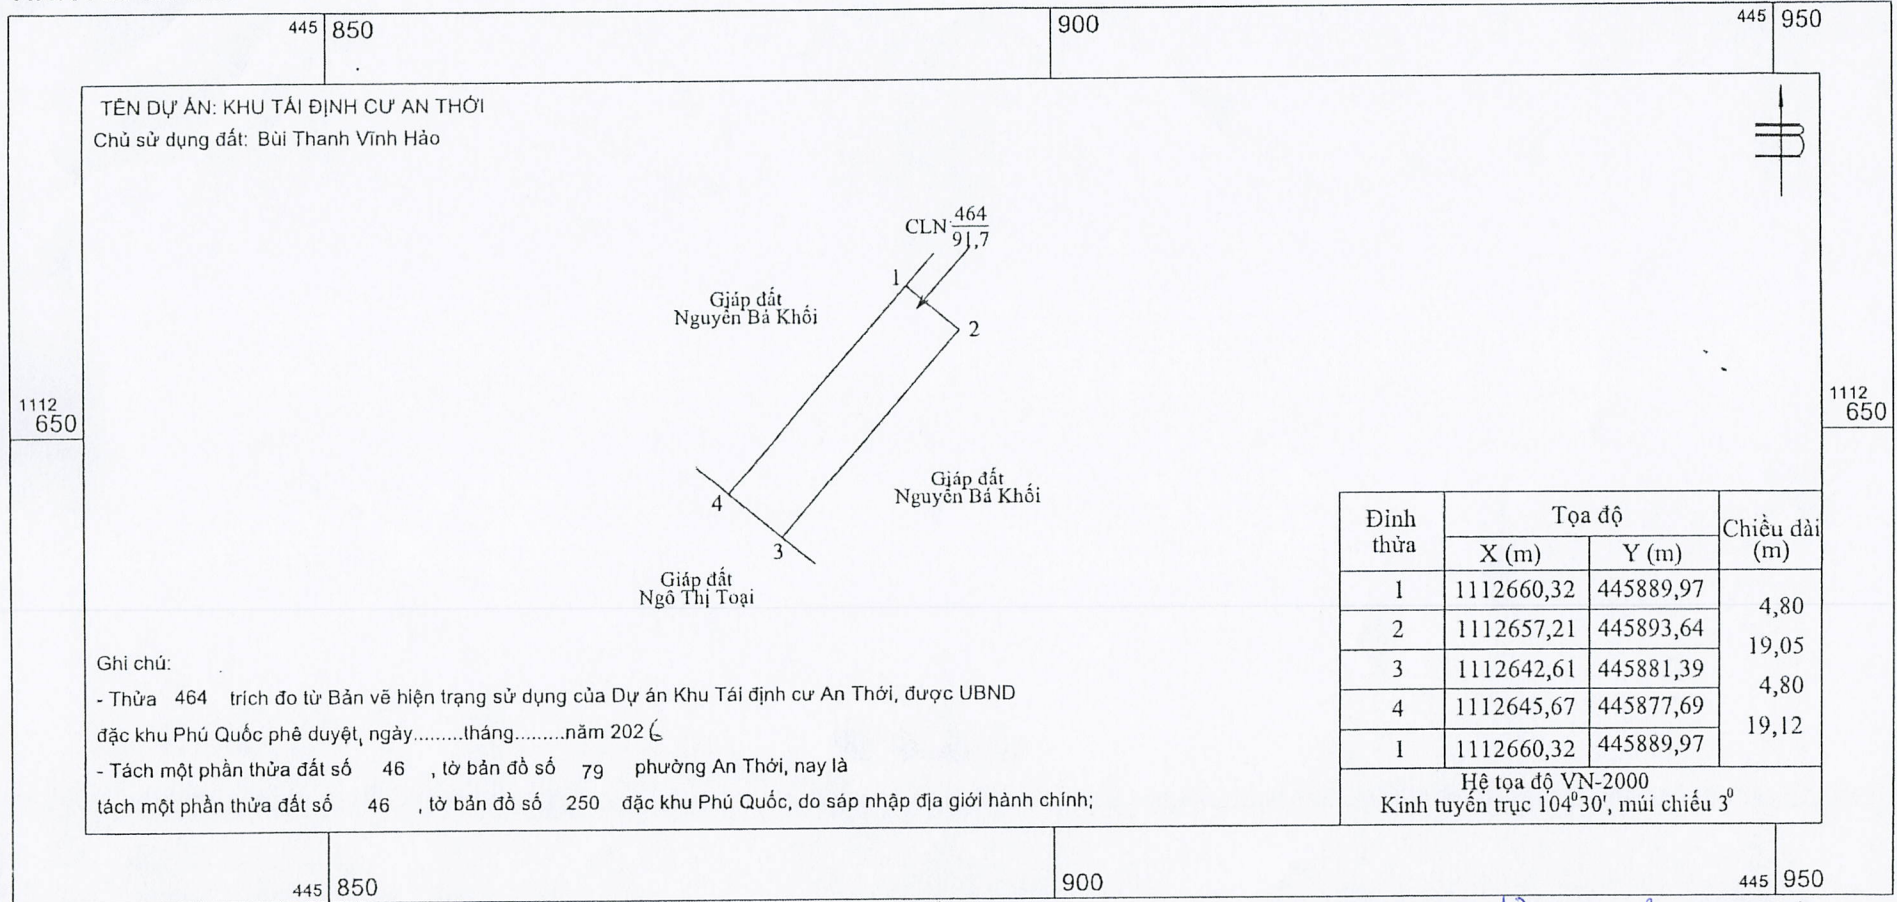 445 850
900
445 950
TÊN DỰ ÁN: KHU TÁI ĐỊNH CƯ AN THỚI
Chủ sử dụng đất: Bùi Thanh Vĩnh Hảo
CLN 464
91,7
1
2
Giáp đất
Nguyễn Bá Khối
1112
650
1112
650
4
3
Giáp đất
Nguyễn Bá Khối
Giáp đất
Ngô Thị Toại
Đỉnh thửa Tọa độ Chiều dài (m)
X (m) Y (m)
1 1112660,32 445889,97
4,80
2 1112657,21 445893,64
19,05
3 1112642,61 445881,39
4,80
4 1112645,67 445877,69
19,12
1 1112660,32 445889,97
Hệ tọa độ VN-2000
Kinh tuyến trục 104⁰30', múi chiếu 3⁰
Ghi chú:
- Thửa 464 trích đo từ Bản vẽ hiện trạng sử dụng của Dự án Khu Tái định cư An Thới, được UBND
đặc khu Phú Quốc phê duyệt, ngày.........tháng.........năm 2026
- Tách một phần thửa đất số 46 , tờ bản đồ số 79 phường An Thới, nay là
tách một phần thửa đất số 46 , tờ bản đồ số 250 đặc khu Phú Quốc, do sáp nhập địa giới hành chính;
445 850
900
445 950